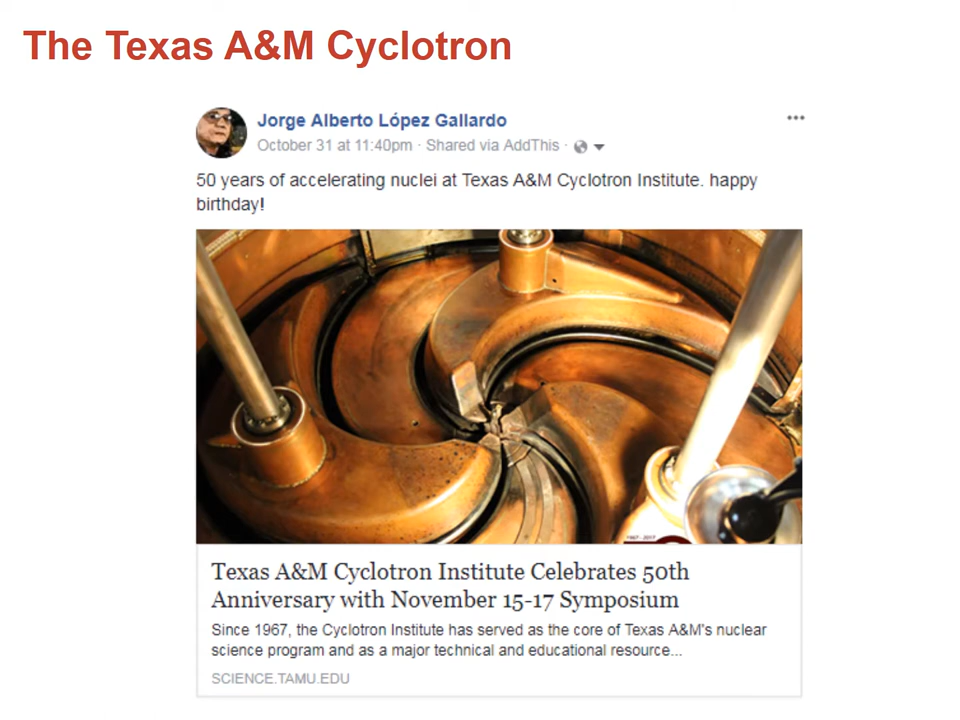 The Texas A&M Cyclotron
Jorge Alberto López Gallardo
October 31 at 11:40pm · Shared via AddThis ·
50 years of accelerating nuclei at Texas A&M Cyclotron Institute. happy
birthday!
1967 - 2017
Texas A&M Cyclotron Institute Celebrates 50th
Anniversary with November 15-17 Symposium
Since 1967, the Cyclotron Institute has served as the core of Texas A&M's nuclear
science program and as a major technical and educational resource...
SCIENCE.TAMU.EDU